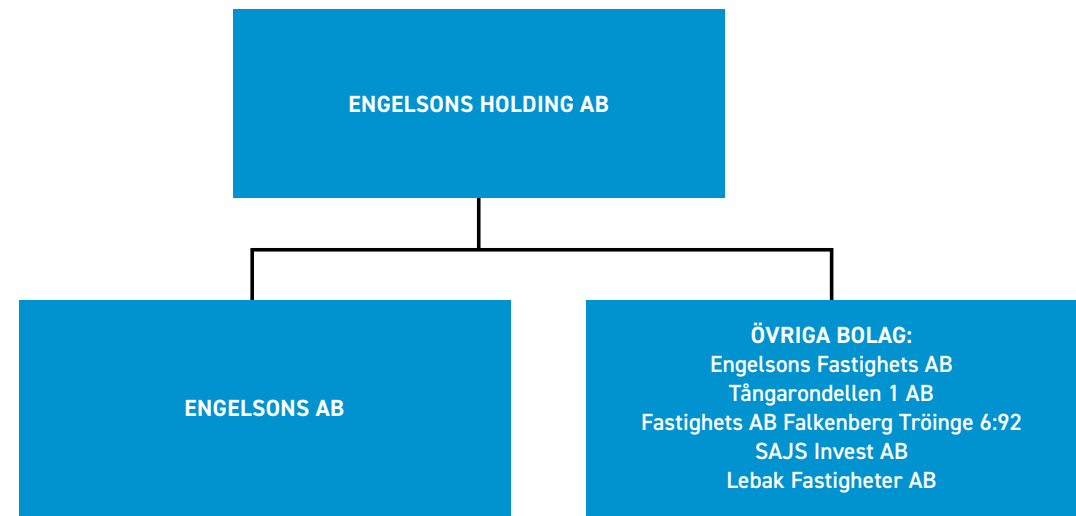 ENGELSONS HOLDING AB
ENGELSONS AB
ÖVRIGA BOLAG:
Engelsons Fastighets AB
Tångarondellen 1 AB
Fastighets AB Falkenberg Tröinge 6:92
SAJS Invest AB
Lebak Fastigheter AB